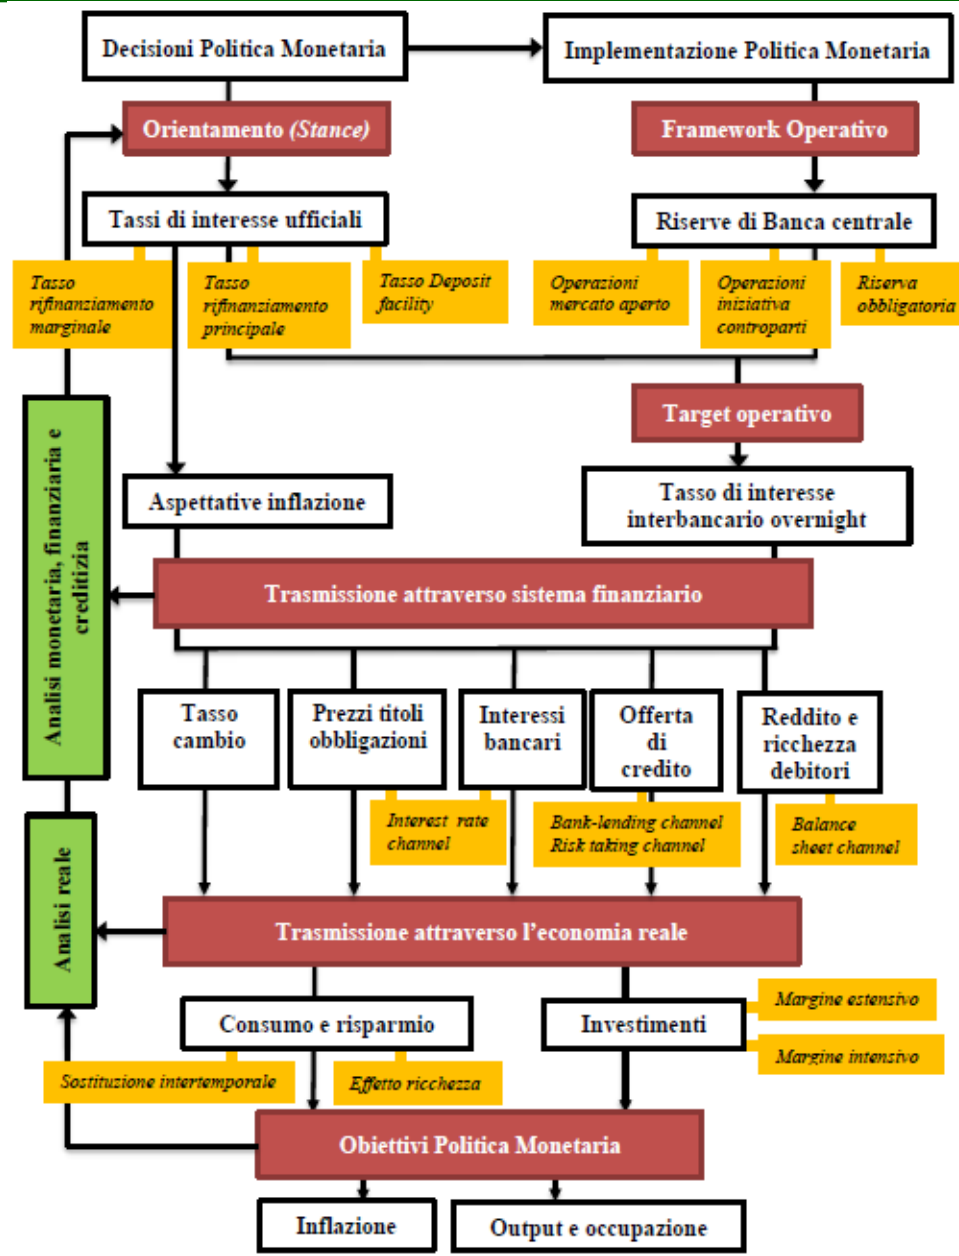 Decisioni Politica Monetaria
Implementazione Politica Monetaria
Orientamento (Stance)
Framework Operativo
Tassi di interesse ufficiali
Riserve di Banca centrale
Tasso
rifinanziamento
marginale
Tasso
rifinanziamento
principale
Tasso Deposit
facility
Operazioni
mercato aperto
Operazioni
iniziativa
controparti
Riserva
obbligatoria
Target operativo
Aspettative inflazione
Tasso di interesse
interbancario overnight
Analisi monetaria, finanziaria e
creditizia
Trasmissione attraverso sistema finanziario
Tasso
cambio
Prezzi titoli
obbligazioni
Interessi
bancari
Offerta
di
credito
Reddito e
ricchezza
debitori
Interest rate
channel
Bank-lending channel
Risk taking channel
Balance
sheet channel
Analisi reale
Trasmissione attraverso l'economia reale
Consumo e risparmio
Investimenti
Margine estensivo
Margine intensivo
Sostituzione intertemporale
Effetto ricchezza
Obiettivi Politica Monetaria
Inflazione
Output e occupazione